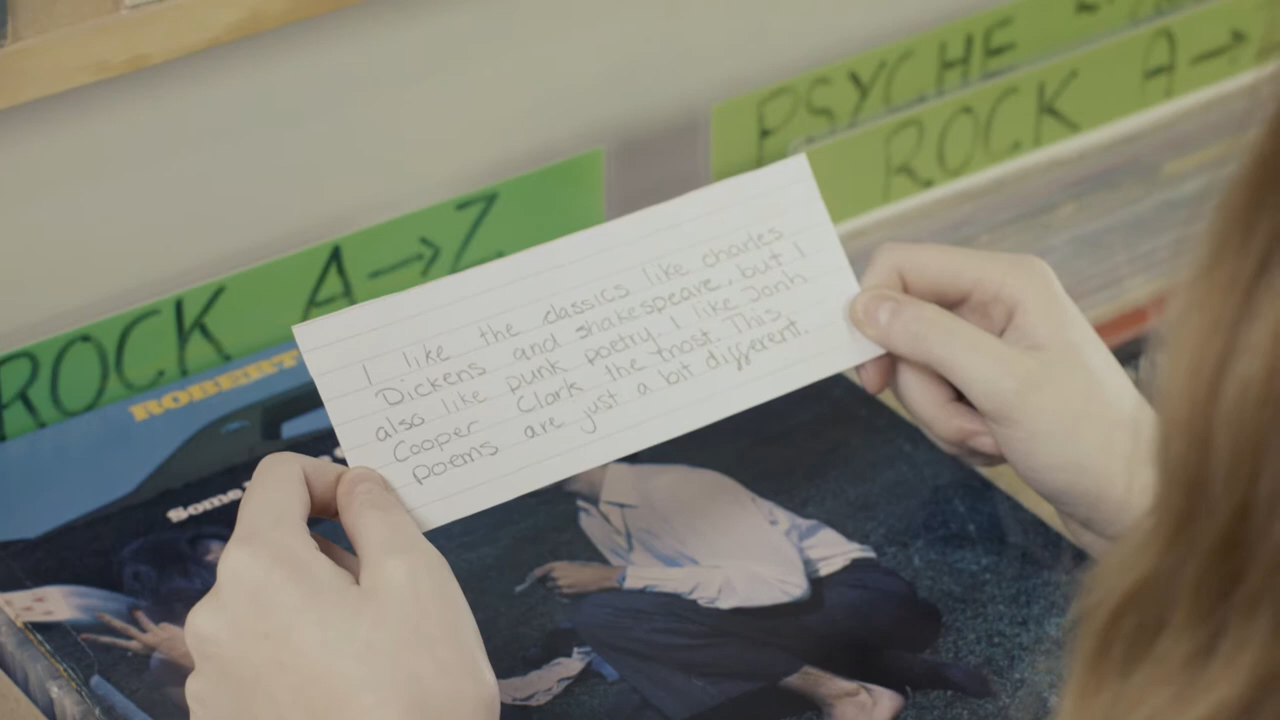 PSYCHE
ROCK A→
ROCK A→Z
ROBERT
Some
I like the classics like charles
Dickens and shakespeare, but I
also like punk poetry. I like Jonh
Cooper Clark the most. This
poems are just a bit different.